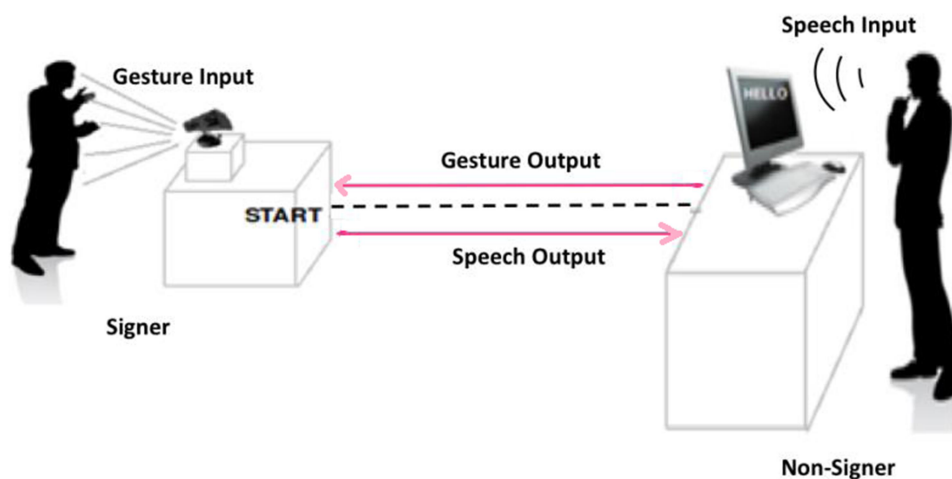 Speech Input
Gesture Input
HELLO
Gesture Output
START
Speech Output
Signer
Non-Signer